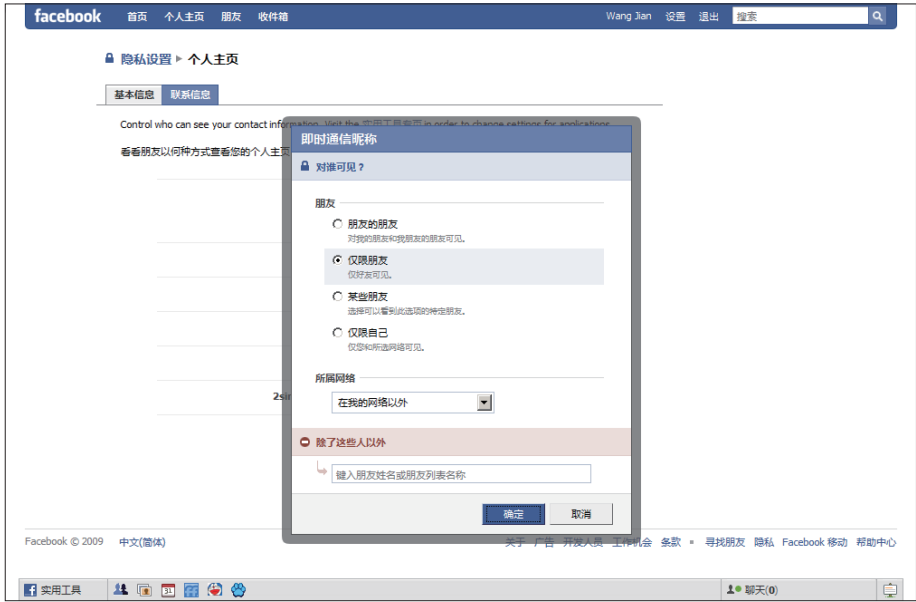 facebook 首页 个人主页 朋友 收件箱 Wang Jian 设置 退出 搜索
隐私设置 ▶ 个人主页
基本信息 联系信息
Control who can see your contact information. Visit the 实用工具章页 in order to change settings for applications.
看看朋友以何种方式查看您的个人主页
即时通信昵称
对谁可见？
朋友
朋友的朋友
对我的朋友和我朋友的朋友可见。
仅限朋友
仅好友可见。
某些朋友
选择可以看到此选项的特定朋友。
仅限自己
仅您和所选网络可见。
所属网络
2sin
在我的网络以外
除了这些人以外
键入朋友姓名或朋友列表名称
确定 取消
Facebook © 2009 中文(简体) 关于 广告 开发人员 工作机会 条款 ▪ 寻找朋友 隐私 Facebook 移动 帮助中心
实用工具 31 聊天(0)